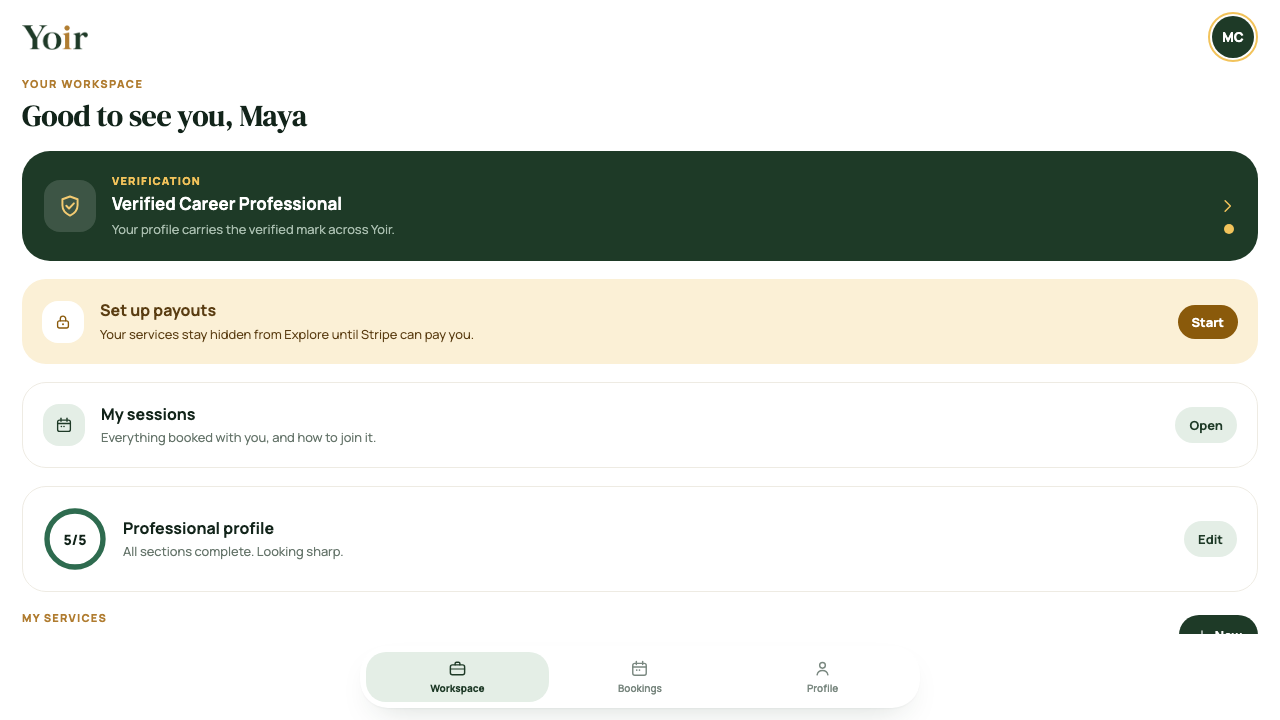 Yoir
MC
YOUR WORKSPACE
Good to see you, Maya
VERIFICATION
Verified Career Professional
Your profile carries the verified mark across Yoir.
Set up payouts
Your services stay hidden from Explore until Stripe can pay you.
Start
My sessions
Everything booked with you, and how to join it.
Open
5/5
Professional profile
All sections complete. Looking sharp.
Edit
MY SERVICES
Workspace
Bookings
Profile